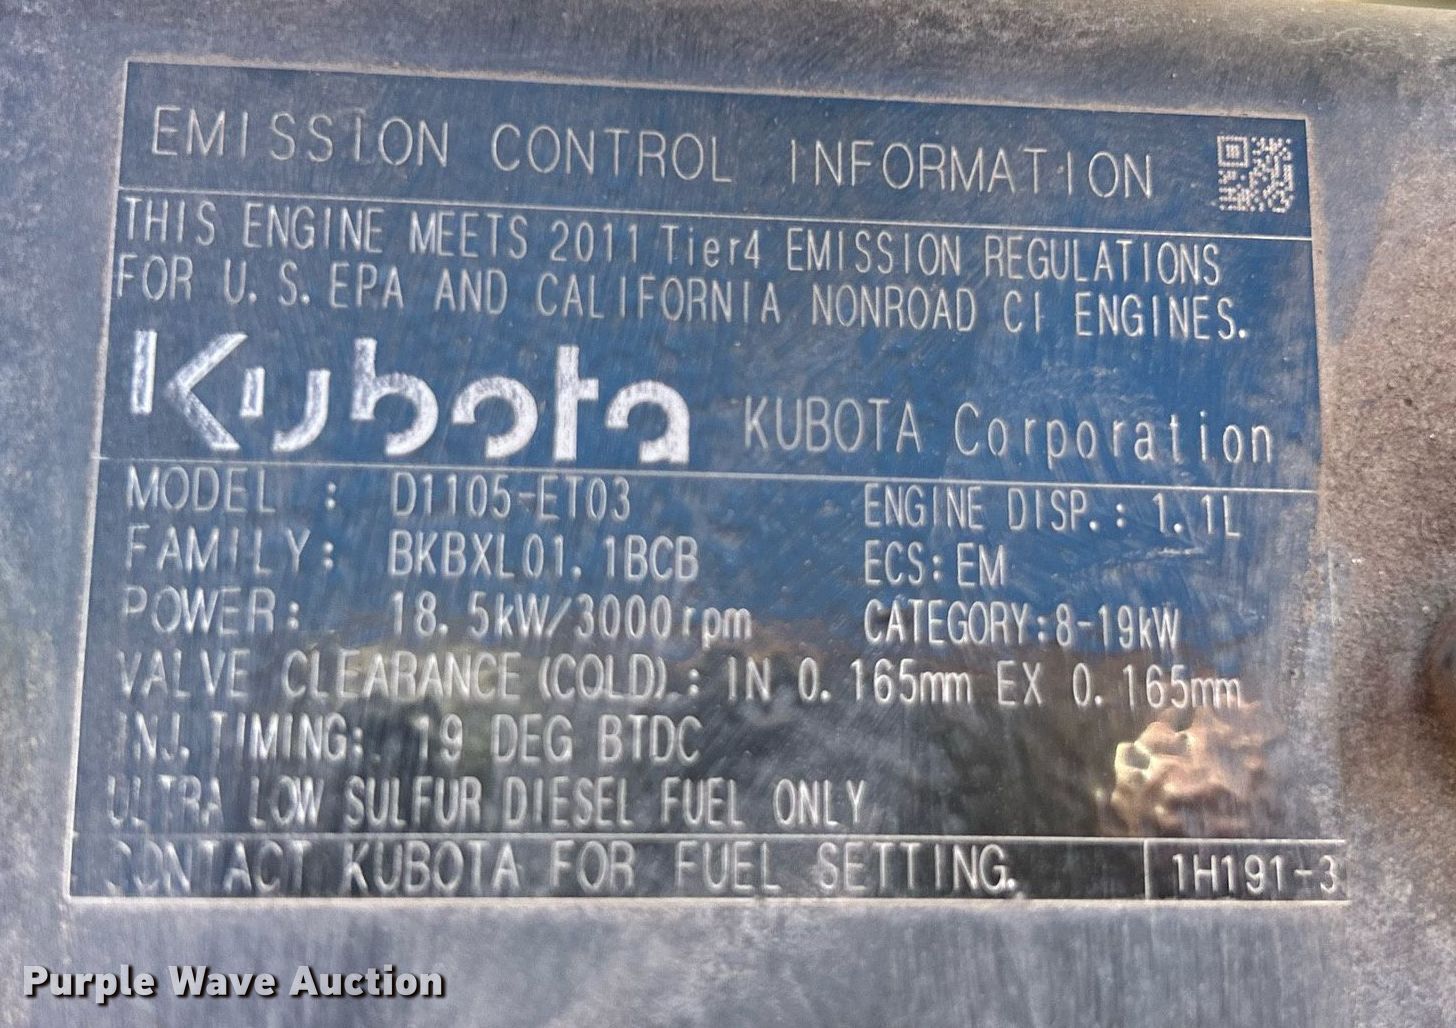 EMISSION CONTROL INFORMATION
THIS ENGINE MEETS 2011 Tier4 EMISSION REGULATIONS
FOR U.S.EPA AND CALIFORNIA NONROAD CI ENGINES.
Kubota KUBOTA Corporation
MODEL : D1105-ET03 ENGINE DISP.: 1.1L
FAMILY: BKBXL01.1BCB ECS: EM
POWER: 18.5kW/3000rpm CATEGORY:8-19kW
VALVE CLEARANCE (COLD).: IN 0.165mm EX 0.165mm
INJ.TIMING: 19 DEG BTDC
ULTRA LOW SULFUR DIESEL FUEL ONLY
CONTACT KUBOTA FOR FUEL SETTING. 1H191-3
Purple Wave Auction